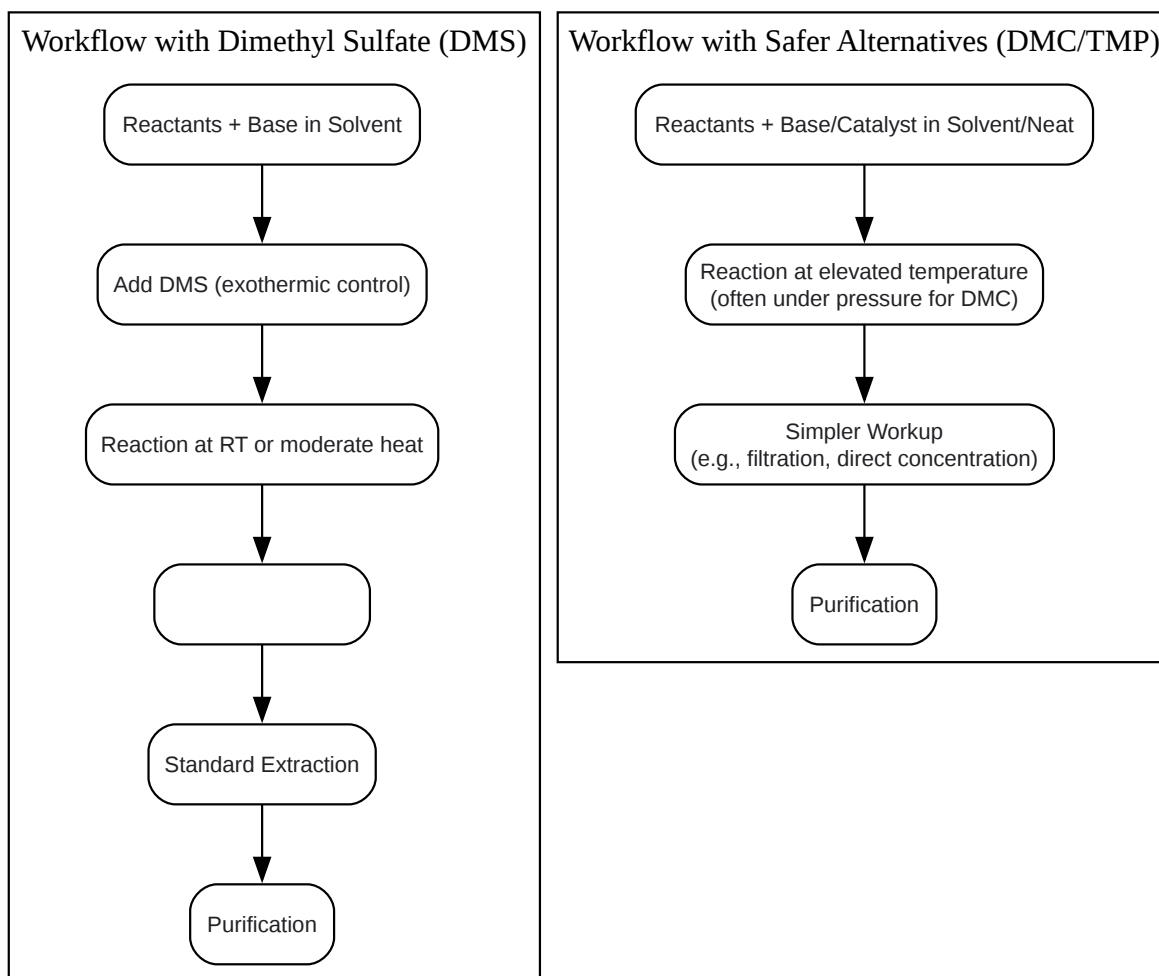 Workflow with Dimethyl Sulfate (DMS)
Reactants + Base in Solvent
Add DMS (exothermic control)
Reaction at RT or moderate heat
Standard Extraction
Purification
Workflow with Safer Alternatives (DMC/TMP)
Reactants + Base/Catalyst in Solvent/Neat
Reaction at elevated temperature
(often under pressure for DMC)
Simpler Workup
(e.g., filtration, direct concentration)
Purification